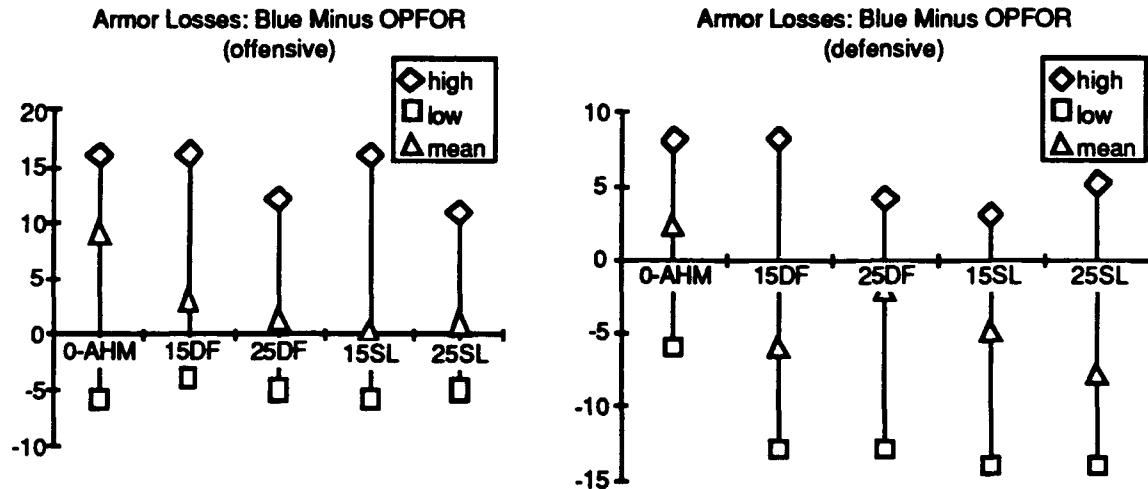 Armor Losses: Blue Minus OPFOR
(offensive)
high
low
mean
20
15
10
5
0
-5
-10
0-AHM 15DF 25DF 15SL 25SL
Armor Losses: Blue Minus OPFOR
(defensive)
high
low
mean
10
5
0
-5
-10
-15
0-AHM 15DF 25DF 15SL 25SL